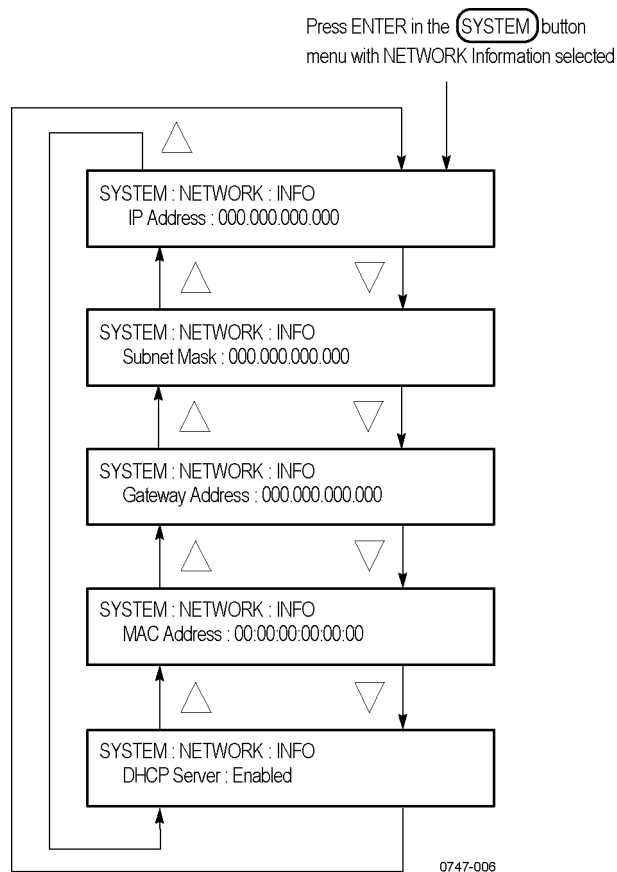 Press ENTER in the SYSTEM button
menu with NETWORK Information selected
SYSTEM : NETWORK : INFO
IP Address : 000.000.000.000
SYSTEM : NETWORK : INFO
Subnet Mask : 000.000.000.000
SYSTEM : NETWORK : INFO
Gateway Address : 000.000.000.000
SYSTEM : NETWORK : INFO
MAC Address : 00:00:00:00:00:00
SYSTEM : NETWORK : INFO
DHCP Server : Enabled
0747-006